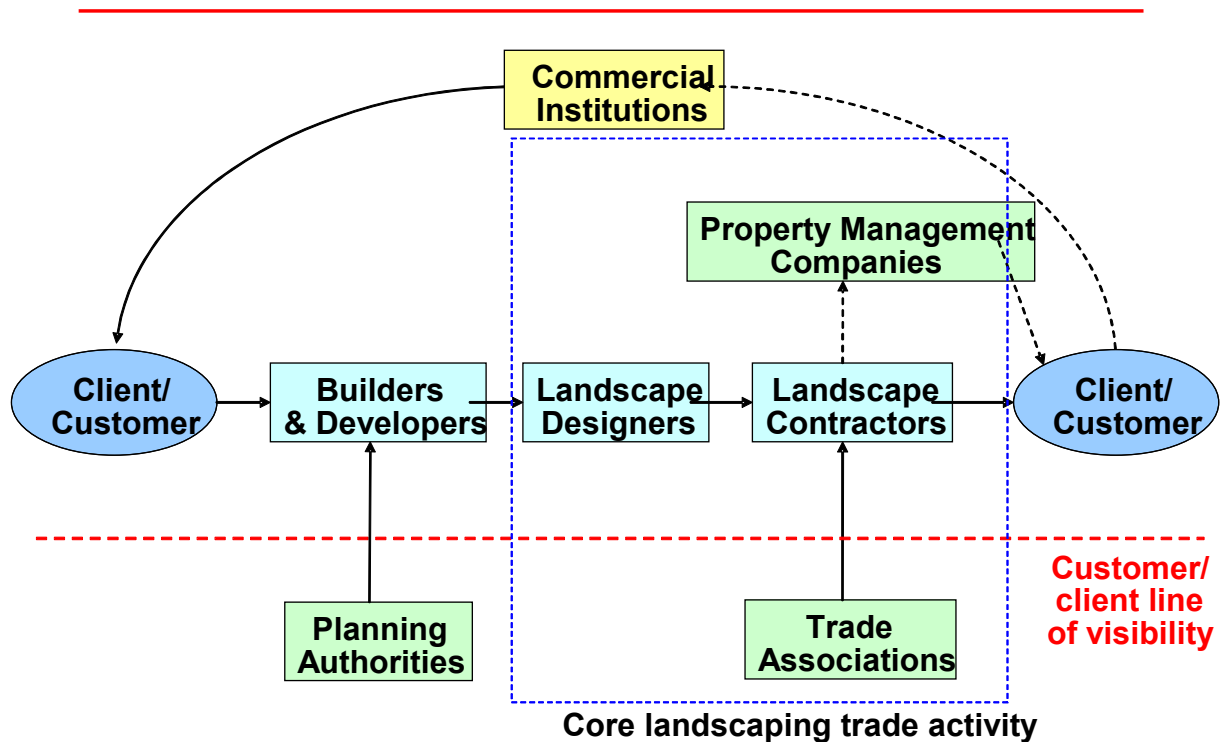 Commercial
Institutions
Property Management
Companies
Client/
Customer
Builders
& Developers
Landscape
Designers
Landscape
Contractors
Client/
Customer
Customer/
client line
of visibility
Planning
Authorities
Trade
Associations
Core landscaping trade activity